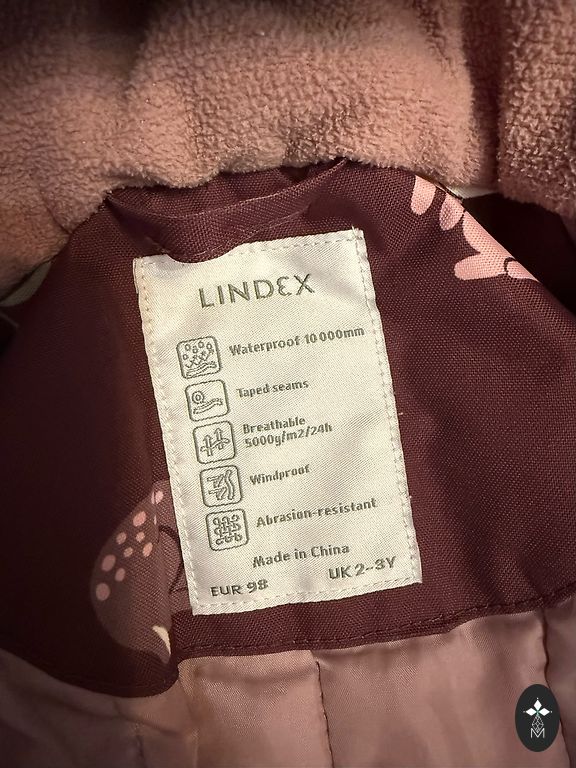 LINDEX
Waterproof 10 000mm
Taped seams
Breathable
5000g/m2/24h
Windproof
Abrasion-resistant
Made in China
EUR 98 UK 2-3Y
M